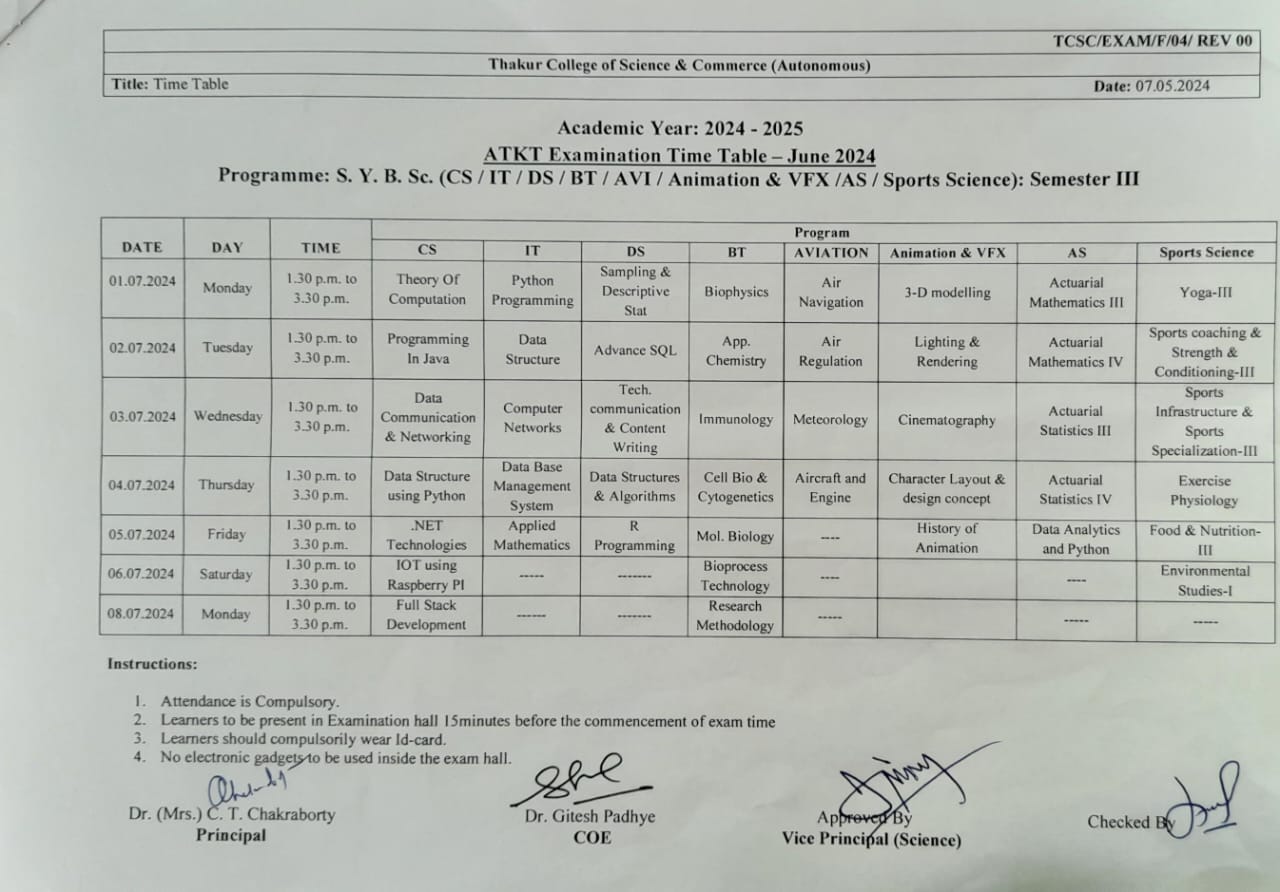 TCSC/EXAM/F/04/ REV 00
Thakur College of Science & Commerce (Autonomous)
Title: Time Table Date: 07.05.2024
Academic Year: 2024 - 2025
ATKT Examination Time Table – June 2024
Programme: S. Y. B. Sc. (CS / IT / DS / BT / AVI / Animation & VFX /AS / Sports Science): Semester III
DATE DAY TIME Program
CS IT DS BT AVIATION Animation & VFX AS Sports Science
01.07.2024 Monday 1.30 p.m. to 3.30 p.m. Theory Of Computation Python Programming Sampling & Descriptive Stat Biophysics Air Navigation 3-D modelling Actuarial Mathematics III Yoga-III
02.07.2024 Tuesday 1.30 p.m. to 3.30 p.m. Programming In Java Data Structure Advance SQL App. Chemistry Air Regulation Lighting & Rendering Actuarial Mathematics IV Sports coaching & Strength & Conditioning-III
03.07.2024 Wednesday 1.30 p.m. to 3.30 p.m. Data Communication & Networking Computer Networks Tech. communication & Content Writing Immunology Meteorology Cinematography Actuarial Statistics III Sports Infrastructure & Sports Specialization-III
04.07.2024 Thursday 1.30 p.m. to 3.30 p.m. Data Structure using Python Data Base Management System Data Structures & Algorithms Cell Bio & Cytogenetics Aircraft and Engine Character Layout & design concept Actuarial Statistics IV Exercise Physiology
05.07.2024 Friday 1.30 p.m. to 3.30 p.m. .NET Technologies Applied Mathematics R Programming Mol. Biology ---- History of Animation Data Analytics and Python Food & Nutrition-III
06.07.2024 Saturday 1.30 p.m. to 3.30 p.m. IOT using Raspberry PI ----- ------- Bioprocess Technology ---- ---- Environmental Studies-I
08.07.2024 Monday 1.30 p.m. to 3.30 p.m. Full Stack Development ------ ------- Research Methodology ----- ----- -----
Instructions:
1. Attendance is Compulsory.
2. Learners to be present in Examination hall 15minutes before the commencement of exam time
3. Learners should compulsorily wear Id-card.
4. No electronic gadgets to be used inside the exam hall.
Dr. (Mrs.) C. T. Chakraborty Dr. Gitesh Padhye Approved By Checked By
Principal COE Vice Principal (Science)